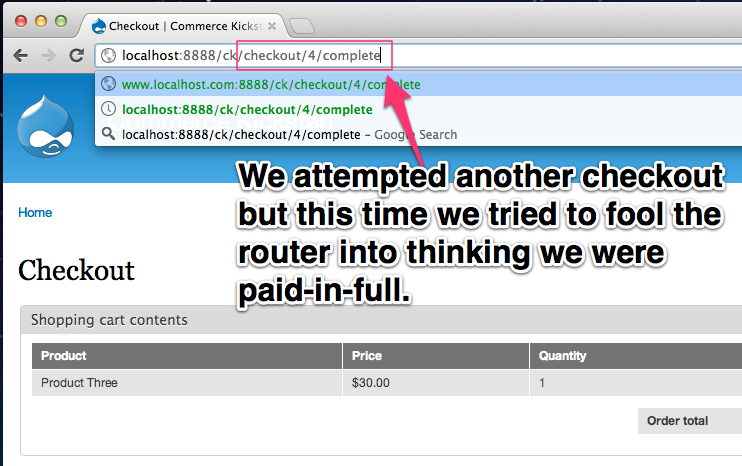 Checkout | Commerce Kickst
localhost:8888/ck/checkout/4/complete
www.localhost.com:8888/ck/checkout/4/complete
localhost:8888/ck/checkout/4/complete
localhost:8888/ck/checkout/4/complete – Google Search
We attempted another checkout
but this time we tried to fool the
router into thinking we were
paid-in-full.
Home
Checkout
Shopping cart contents
Product Price Quantity
Product Three $30.00 1
Order total